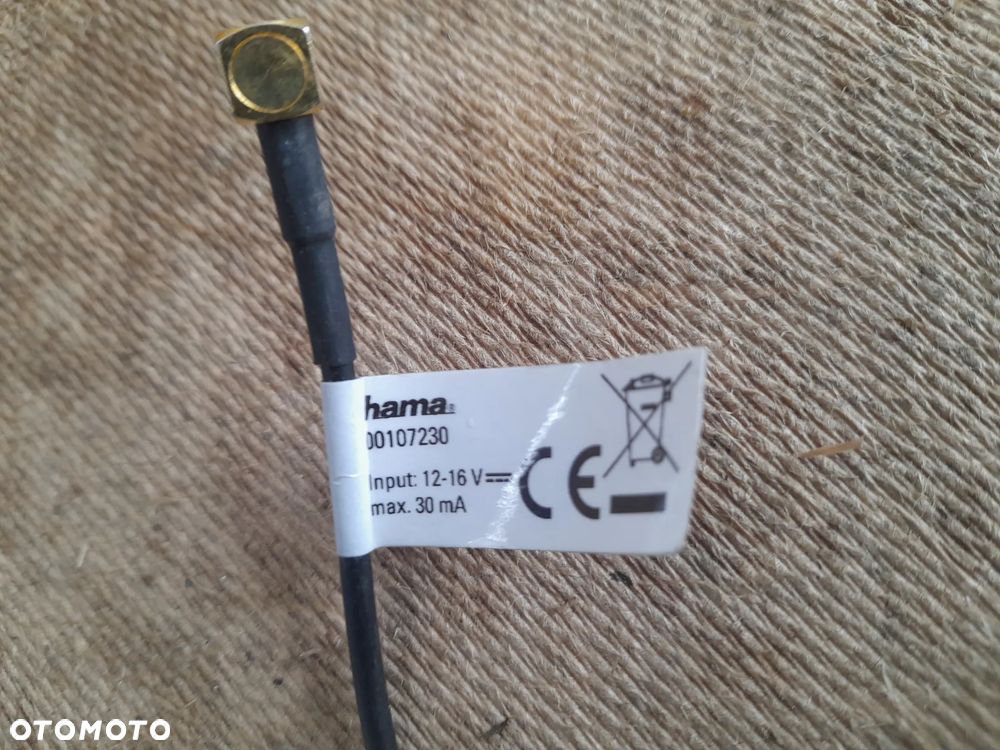 hama®
00107230
Input: 12-16 V⎓
max. 30 mA
CE
OTOMOTO